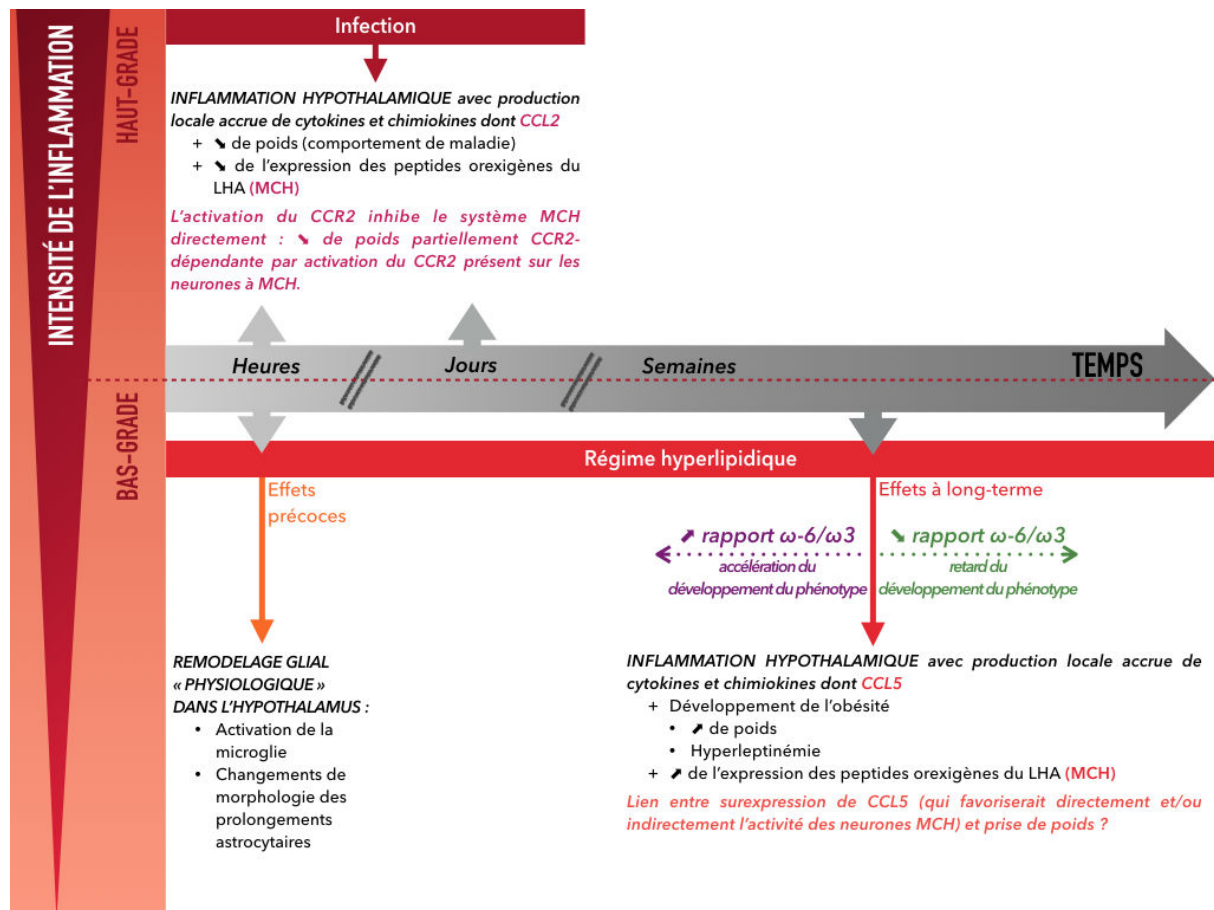 INTENSITÉ DE L'INFLAMMATION
HAUT-GRADE
BAS-GRADE
Infection
INFLAMMATION HYPOTHALAMIQUE avec production
locale accrue de cytokines et chimiokines dont CCL2
+ ⬊ de poids (comportement de maladie)
+ ⬊ de l'expression des peptides orexigènes du
LHA (MCH)
L'activation du CCR2 inhibe le système MCH
directement : ⬊ de poids partiellement CCR2-
dépendante par activation du CCR2 présent sur les
neurones à MCH.
Heures
Jours
Semaines
TEMPS
Régime hyperlipidique
Effets
précoces
Effets à long-terme
⬈ rapport ω-6/ω3
accélération du
développement du phénotype
⬊ rapport ω-6/ω3
retard du
développement du phénotype
REMODELAGE GLIAL
« PHYSIOLOGIQUE »
DANS L'HYPOTHALAMUS :
• Activation de la
microglie
• Changements de
morphologie des
prolongements
astrocytaires
INFLAMMATION HYPOTHALAMIQUE avec production locale accrue de
cytokines et chimiokines dont CCL5
+ Développement de l'obésité
• ⬈ de poids
• Hyperleptinémie
+ ⬈ de l'expression des peptides orexigènes du LHA (MCH)
Lien entre surexpression de CCL5 (qui favoriserait directement et/ou
indirectement l'activité des neurones MCH) et prise de poids ?